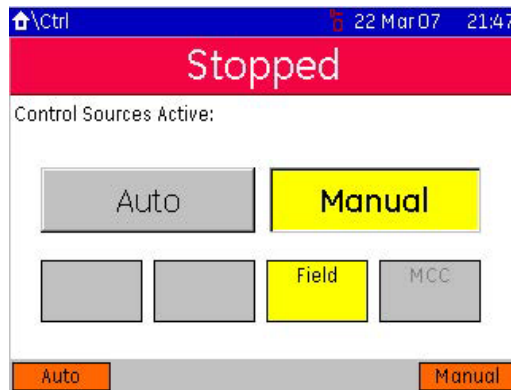 \Ctrl 22 Mar 07 21:47
Stopped
Control Sources Active:
Auto Manual
Field MCC
Auto Manual